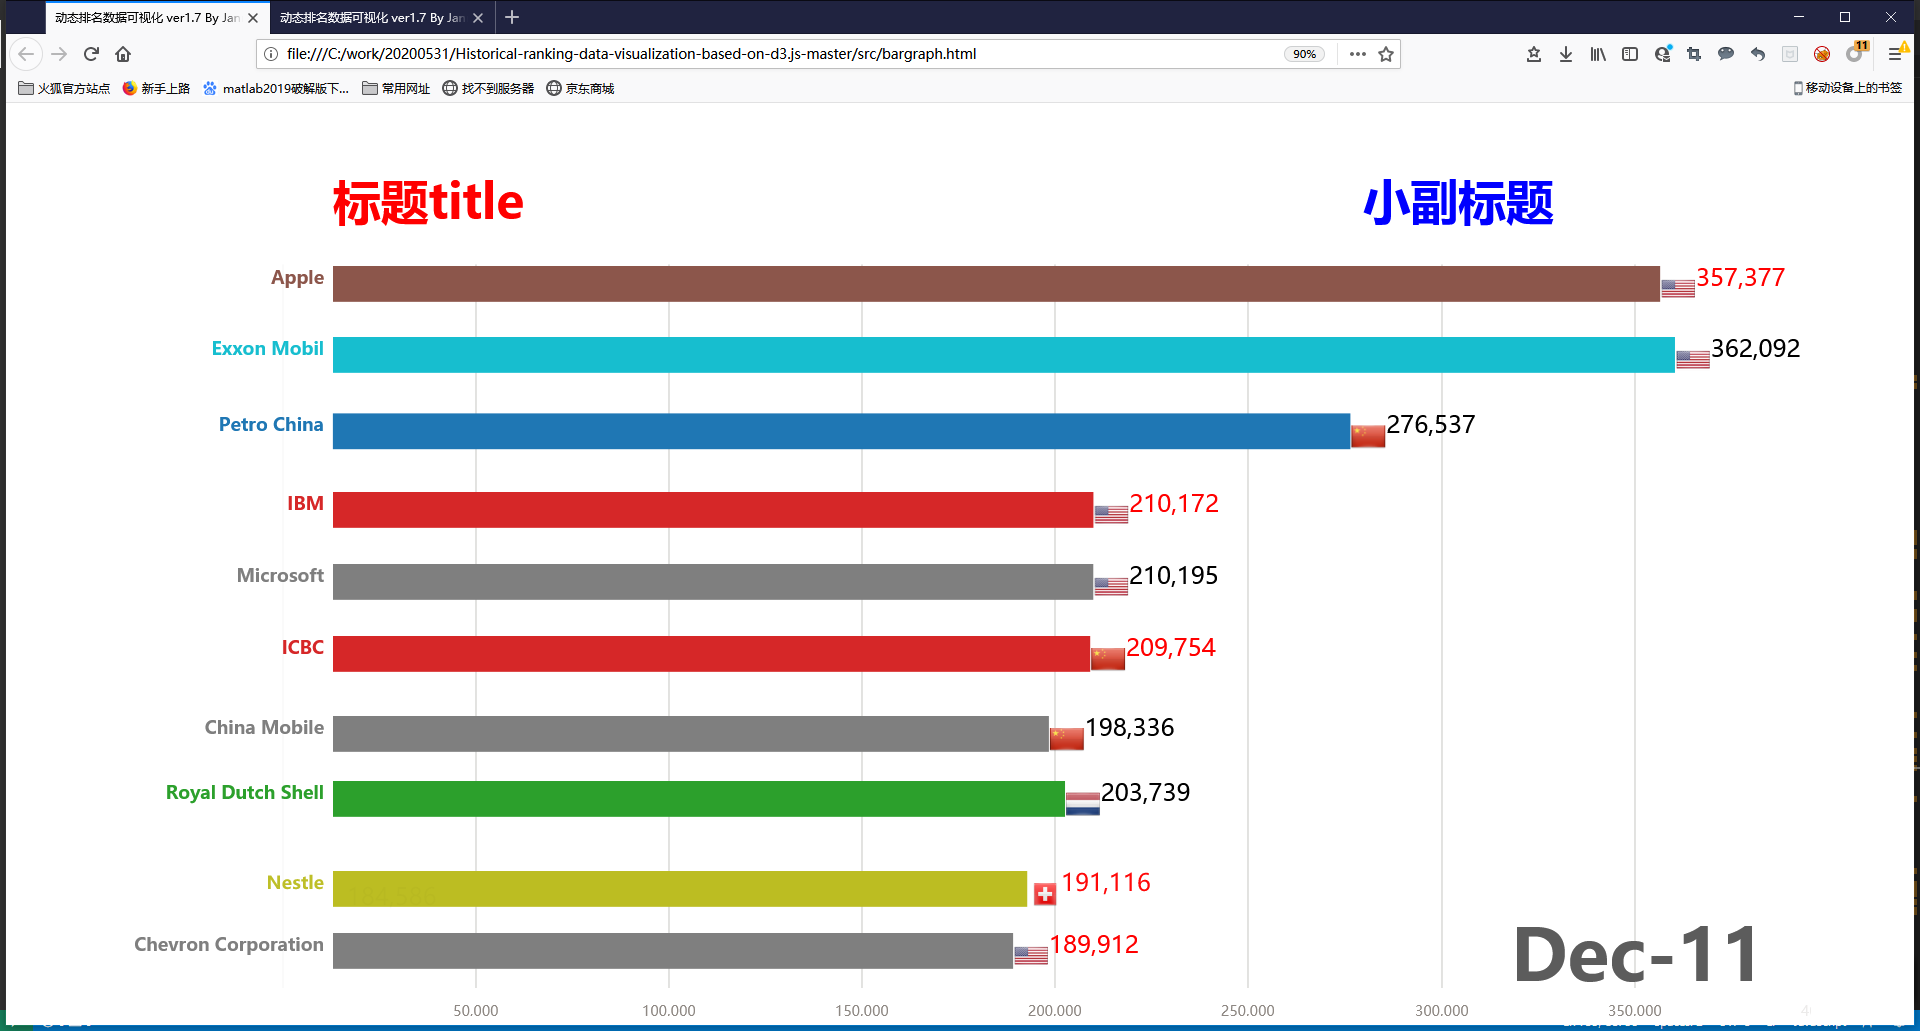 动态排名数据可视化 ver1.7 By Jan
动态排名数据可视化 ver1.7 By Jan
file:///C:/work/20200531/Historical-ranking-data-visualization-based-on-d3.js-master/src/bargraph.html
90%
11
火狐官方站点
新手上路
matlab2019破解版下...
常用网址
找不到服务器
京东商城
移动设备上的书签
标题title
小副标题
Apple
357,377
Exxon Mobil
362,092
Petro China
276,537
IBM
210,172
Microsoft
210,195
ICBC
209,754
China Mobile
198,336
Royal Dutch Shell
203,739
Nestle
184,586
191,116
Chevron Corporation
189,912
Dec-11
50,000
100,000
150,000
200,000
250,000
300,000
350,000